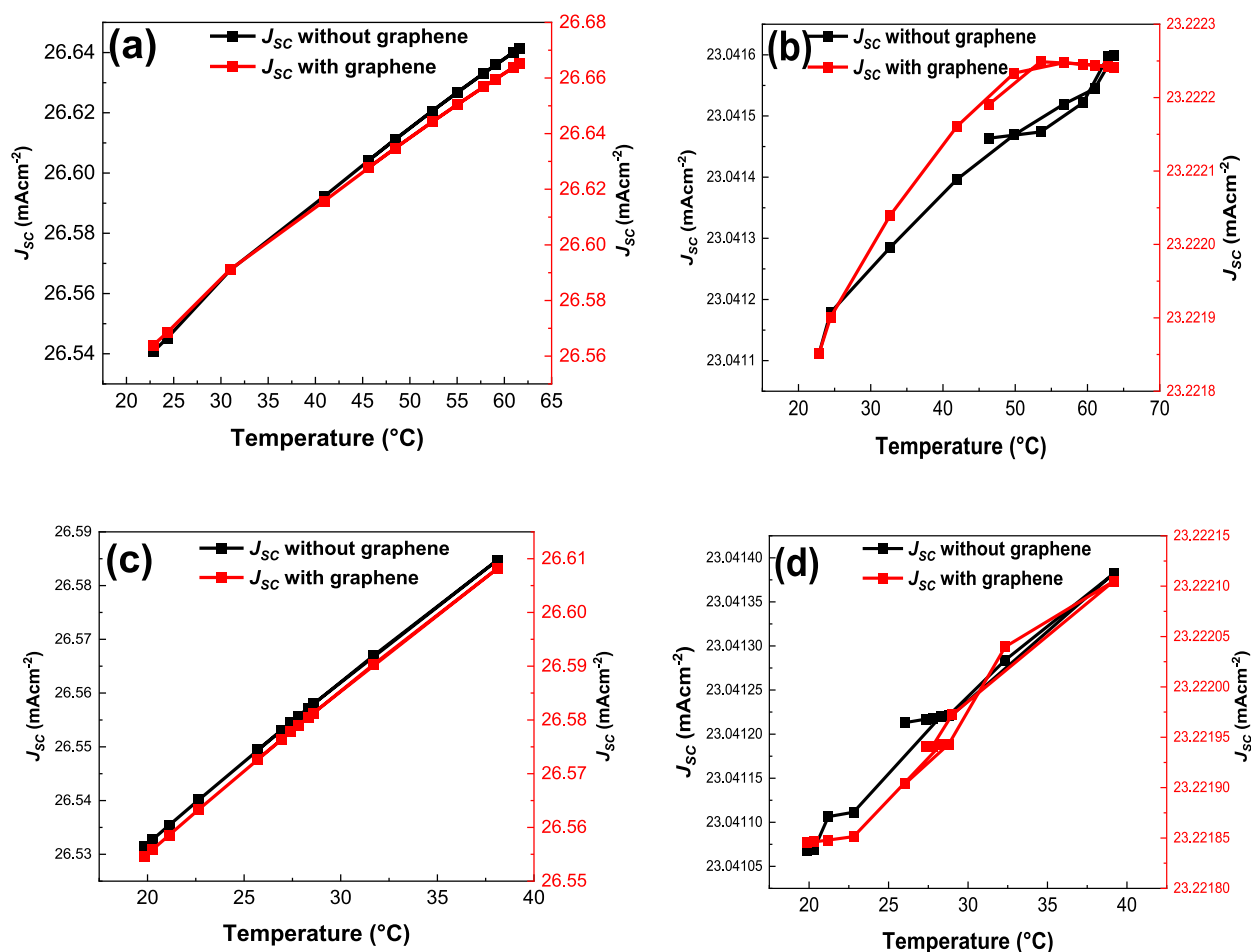 (a)
J_SC without graphene
J_SC with graphene
26.64
26.62
26.60
26.58
26.56
26.54
J_SC (mAcm⁻²)
26.68
26.66
26.64
26.62
26.60
26.58
26.56
J_SC (mAcm⁻²)
20 25 30 35 40 45 50 55 60 65
Temperature (°C)
(b)
J_SC without graphene
J_SC with graphene
23.0416
23.0415
23.0414
23.0413
23.0412
23.0411
J_SC (mAcm⁻²)
23.2223
23.2222
23.2221
23.2220
23.2219
23.2218
J_SC (mAcm⁻²)
20 30 40 50 60 70
Temperature (°C)
(c)
J_SC without graphene
J_SC with graphene
26.59
26.58
26.57
26.56
26.55
26.54
26.53
J_SC (mAcm⁻²)
26.61
26.60
26.59
26.58
26.57
26.56
26.55
J_SC (mAcm⁻²)
20 25 30 35 40
Temperature (°C)
(d)
J_SC without graphene
J_SC with graphene
23.04140
23.04135
23.04130
23.04125
23.04120
23.04115
23.04110
23.04105
J_SC (mAcm⁻²)
23.22215
23.22210
23.22205
23.22200
23.22195
23.22190
23.22185
23.22180
J_SC (mAcm⁻²)
20 25 30 35 40
Temperature (°C)